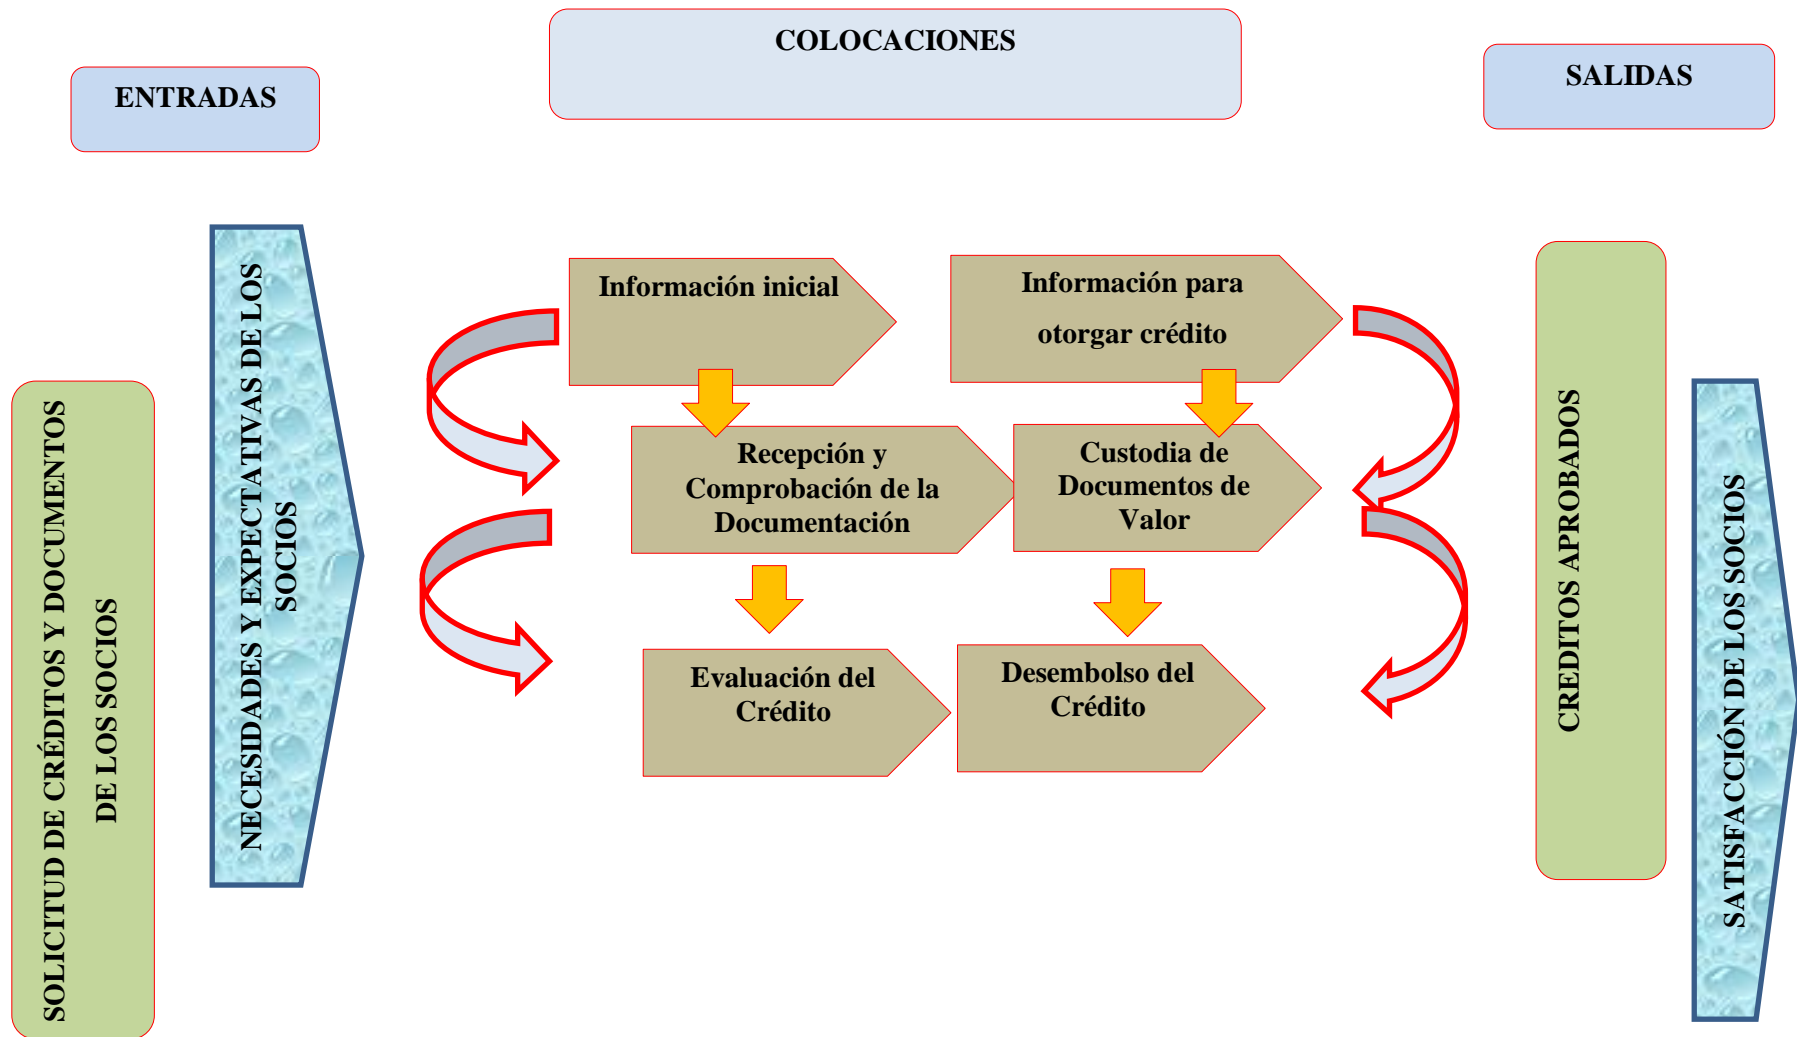 COLOCACIONES
ENTRADAS
SALIDAS
SOLICITUD DE CRÉDITOS Y DOCUMENTOS
DE LOS SOCIOS
NECESIDADES Y EXPECTATIVAS DE LOS
SOCIOS
Información inicial
Información para
otorgar crédito
Recepción y
Comprobación de la
Documentación
Custodia de
Documentos de
Valor
Evaluación del
Crédito
Desembolso del
Crédito
CREDITOS APROBADOS
SATISFACCIÓN DE LOS SOCIOS